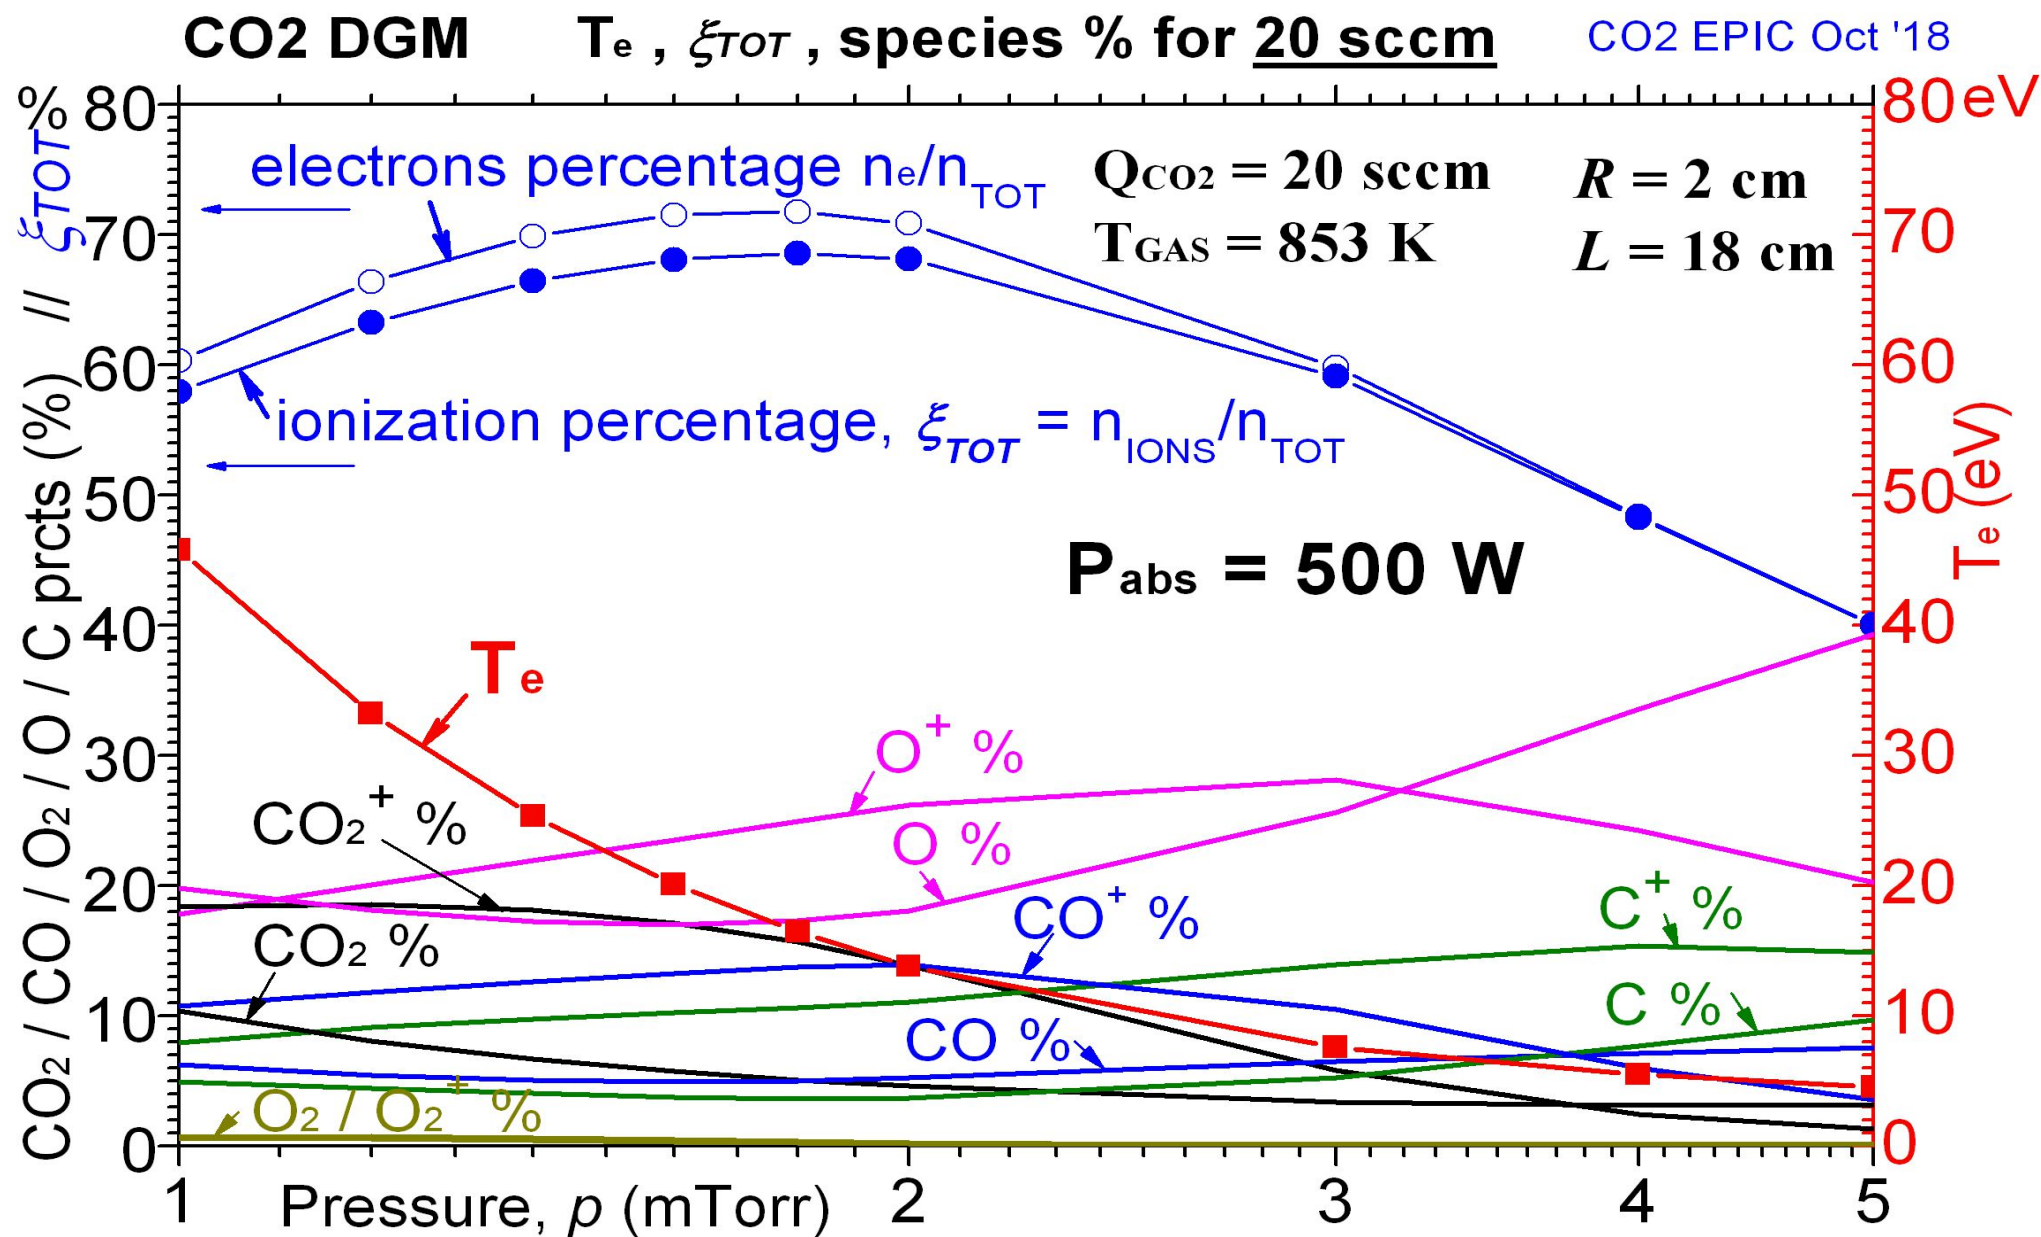 CO2 DGM Te , ξTOT , species % for 20 sccm CO2 EPIC Oct '18
CO2 / CO / O2 / O / C prcts (%) // ξTOT %
80
70
60
50
40
30
20
10
0
80 eV
70
60
50
40
30
20
10
0
Te (eV)
electrons percentage ne/nTOT
QCO2 = 20 sccm R = 2 cm
TGAS = 853 K L = 18 cm
ionization percentage, ξTOT = nIONS/nTOT
Pabs = 500 W
Te
O+ %
CO2+ %
O %
CO+ %
C+ %
CO2 %
C %
CO %
O2 / O2+ %
1 2 3 4 5
Pressure, p (mTorr)